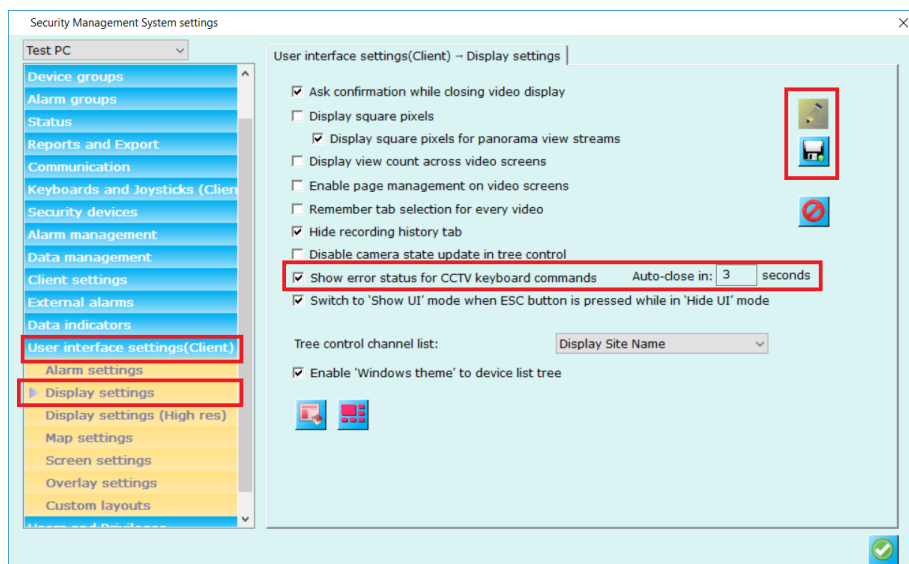 Security Management System settings
Test PC
Device groups
Alarm groups
Status
Reports and Export
Communication
Keyboards and Joysticks (Clien
Security devices
Alarm management
Data management
Client settings
External alarms
Data indicators
User interface settings(Client)
Alarm settings
Display settings
Display settings (High res)
Map settings
Screen settings
Overlay settings
Custom layouts
Users and Privileges
User interface settings(Client) → Display settings
Ask confirmation while closing video display
Display square pixels
Display square pixels for panorama view streams
Display view count across video screens
Enable page management on video screens
Remember tab selection for every video
Hide recording history tab
Disable camera state update in tree control
Show error status for CCTV keyboard commands Auto-close in: 3 seconds
Switch to 'Show UI' mode when ESC button is pressed while in 'Hide UI' mode
Tree control channel list: Display Site Name
Enable 'Windows theme' to device list tree